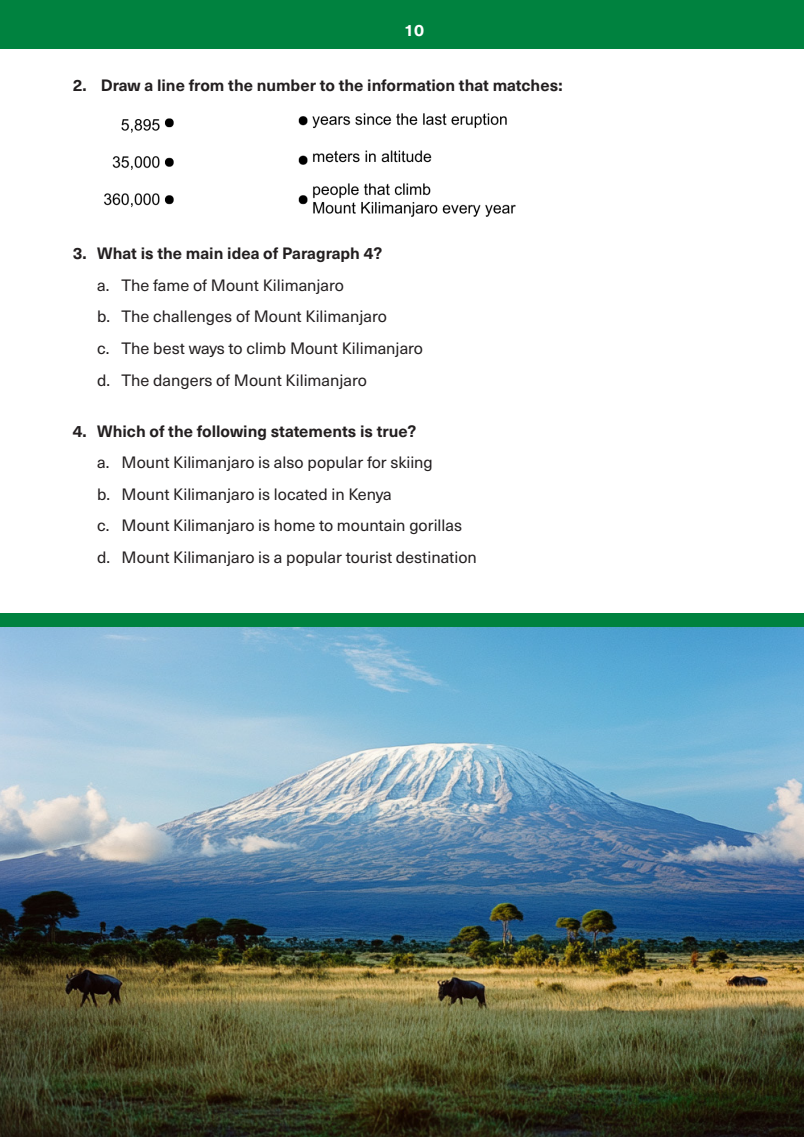 10
2. Draw a line from the number to the information that matches:
5,895 ● ● years since the last eruption
35,000 ● ● meters in altitude
360,000 ● ● people that climb
Mount Kilimanjaro every year
3. What is the main idea of Paragraph 4?
a. The fame of Mount Kilimanjaro
b. The challenges of Mount Kilimanjaro
c. The best ways to climb Mount Kilimanjaro
d. The dangers of Mount Kilimanjaro
4. Which of the following statements is true?
a. Mount Kilimanjaro is also popular for skiing
b. Mount Kilimanjaro is located in Kenya
c. Mount Kilimanjaro is home to mountain gorillas
d. Mount Kilimanjaro is a popular tourist destination